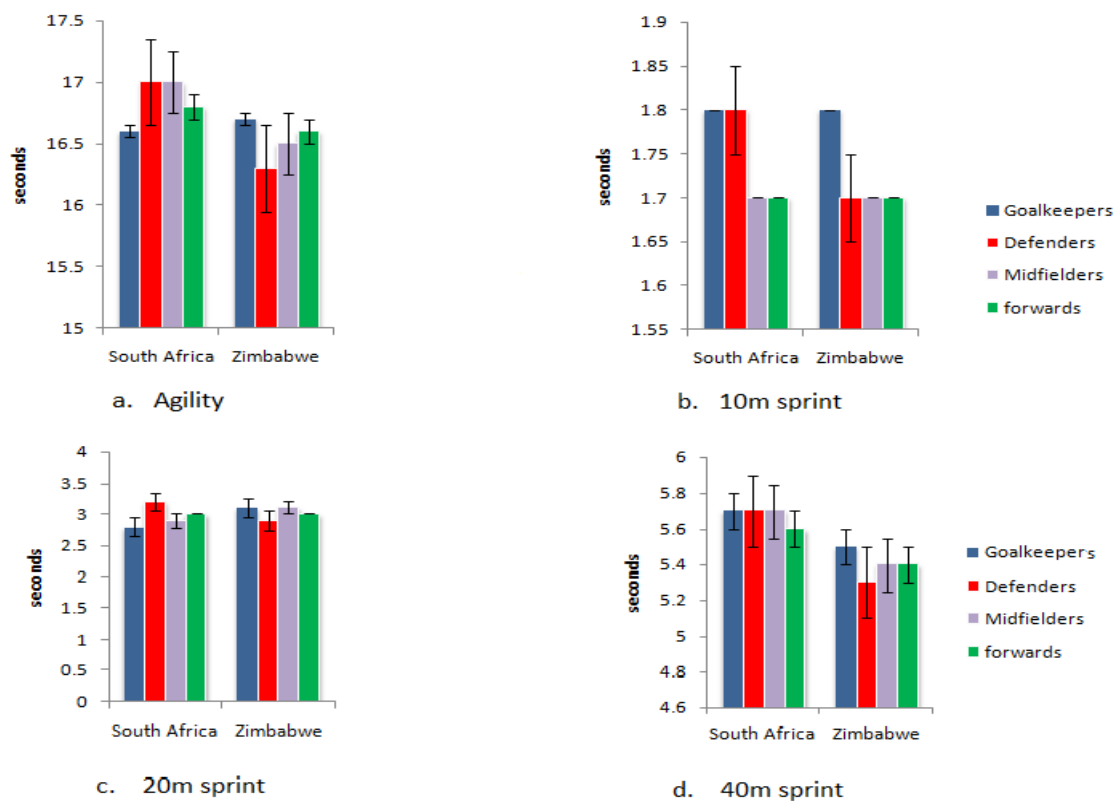 17.5
17
16.5
16
15.5
15
seconds
South Africa Zimbabwe
a. Agility
1.9
1.85
1.8
1.75
1.7
1.65
1.6
1.55
seconds
South Africa Zimbabwe
b. 10m sprint
Goalkeepers
Defenders
Midfielders
forwards
4
3.5
3
2.5
2
1.5
1
0.5
0
seconds
South Africa Zimbabwe
c. 20m sprint
6
5.8
5.6
5.4
5.2
5
4.8
4.6
seconds
South Africa Zimbabwe
d. 40m sprint
Goalkeepers
Defenders
Midfielders
forwards